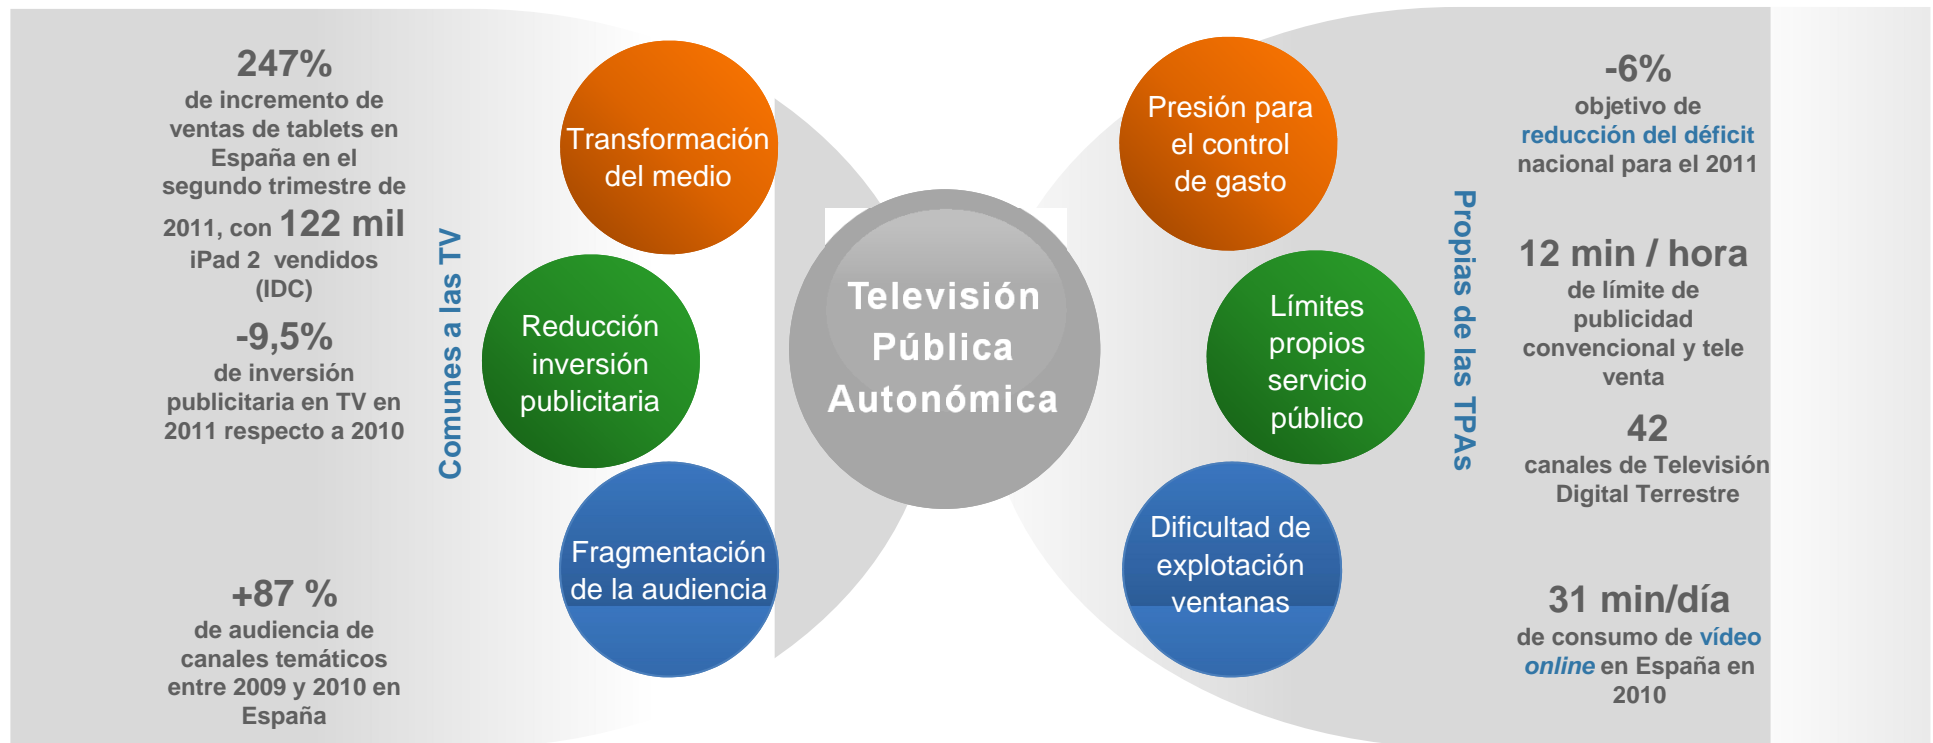 247%
de incremento de
ventas de tablets en
España en el
segundo trimestre de
2011, con 122 mil
iPad 2 vendidos
(IDC)
-9,5%
de inversión
publicitaria en TV en
2011 respecto a 2010
+87 %
de audiencia de
canales temáticos
entre 2009 y 2010 en
España
Comunes a las TV
Transformación
del medio
Reducción
inversión
publicitaria
Fragmentación
de la audiencia
Televisión
Pública
Autonómica
Presión para
el control
de gasto
Límites
propios
servicio
público
Dificultad de
explotación
ventanas
Propias de las TPAs
-6%
objetivo de
reducción del déficit
nacional para el 2011
12 min / hora
de límite de
publicidad
convencional y tele
venta
42
canales de Televisión
Digital Terrestre
31 min/día
de consumo de vídeo
online en España en
2010